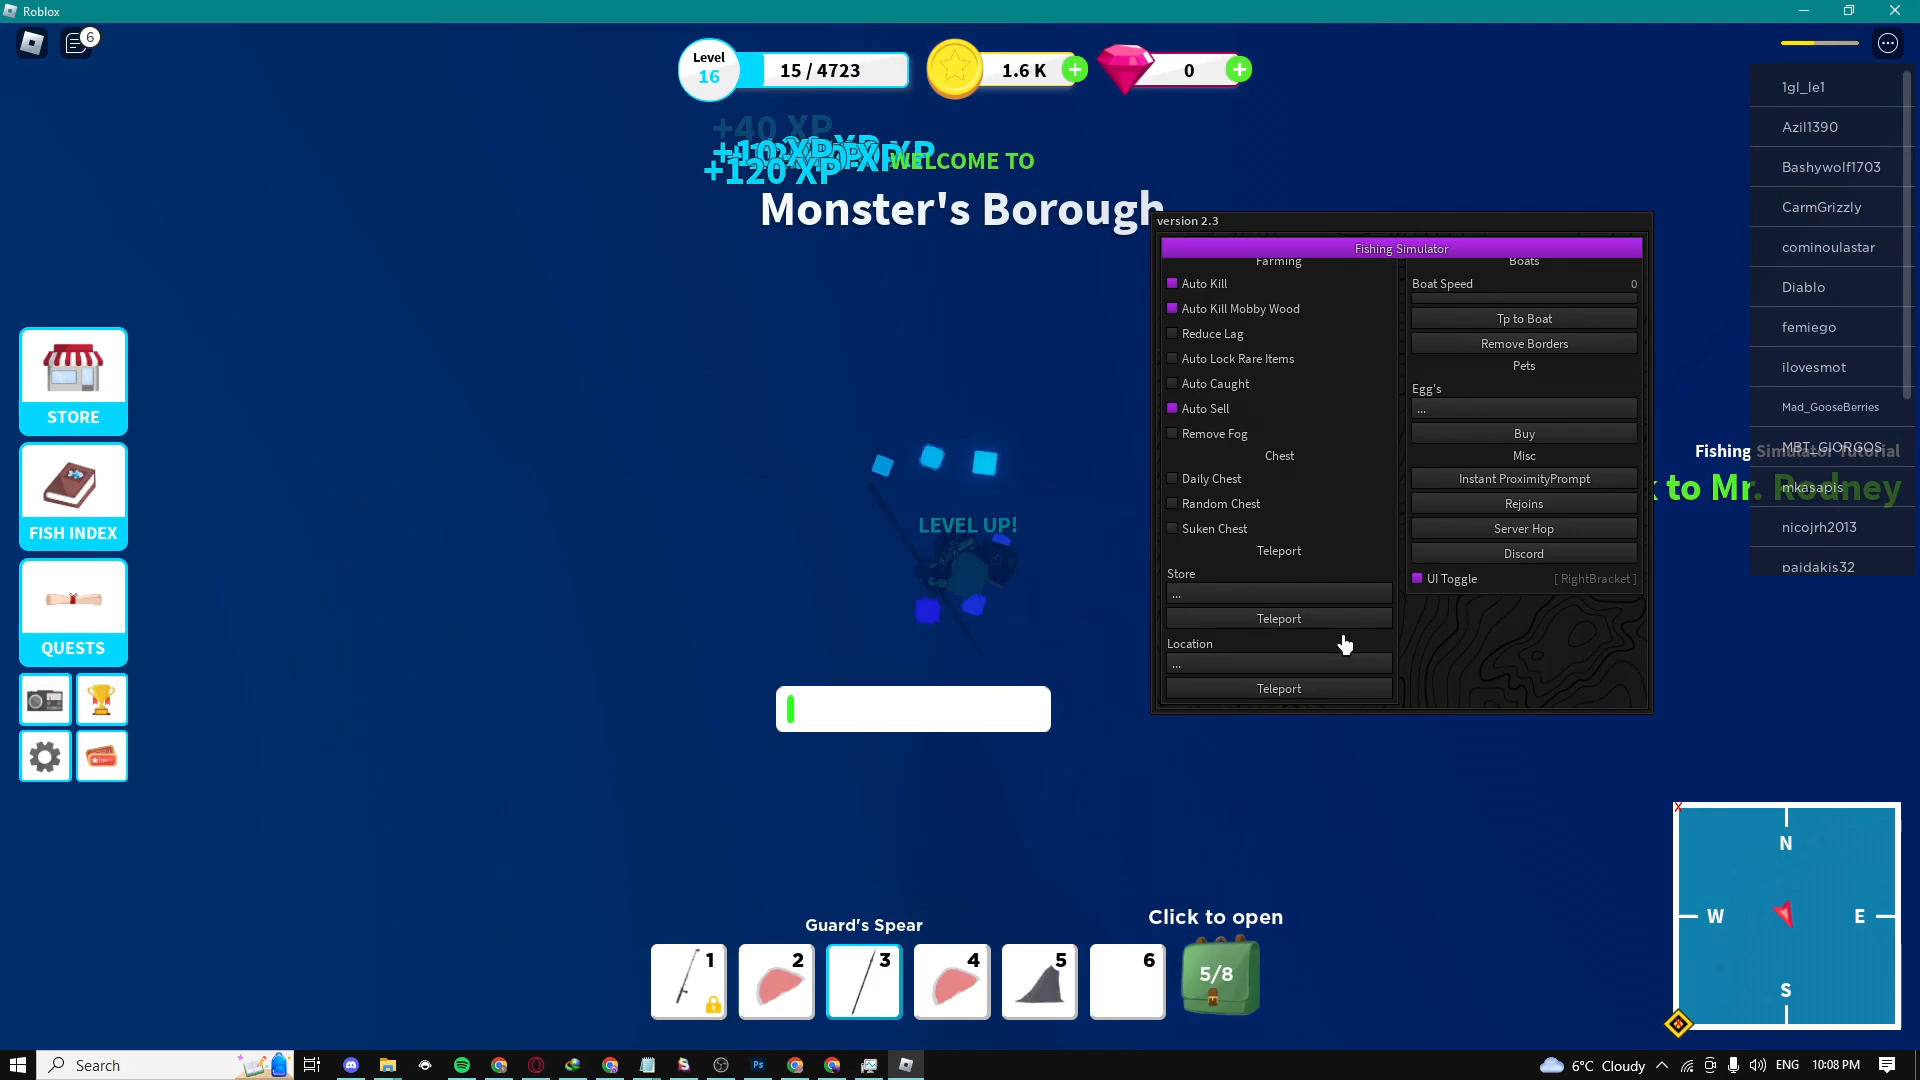 Roblox
6
Level
16
15 / 4723
1.6 K
0
+40 XP
+120 XP
WELCOME TO
Monster's Borough
1gl_le1
Azil1390
Bashywolf1703
CarmGrizzly
cominoulastar
Diablo
femiego
ilovesmot
Mad_GooseBerries
MBT_GIORGOS
mkasapis
nicojrh2013
paidakis32
Fishing Simulator Tutorial
to Mr. Rodney
version 2.3
Fishing Simulator
Farming
Auto Kill
Auto Kill Mobby Wood
Reduce Lag
Auto Lock Rare Items
Auto Caught
Auto Sell
Remove Fog
Chest
Daily Chest
Random Chest
Suken Chest
Teleport
Store
...
Teleport
Location
...
Teleport
Boats
Boat Speed 0
Tp to Boat
Remove Borders
Pets
Egg's
...
Buy
Misc
Instant ProximityPrompt
Rejoins
Server Hop
Discord
UI Toggle [ RightBracket ]
STORE
FISH INDEX
QUESTS
LEVEL UP!
Guard's Spear
1
2
3
4
5
6
Click to open
5/8
X
N
W
E
S
Search
6°C Cloudy
ENG
10:08 PM